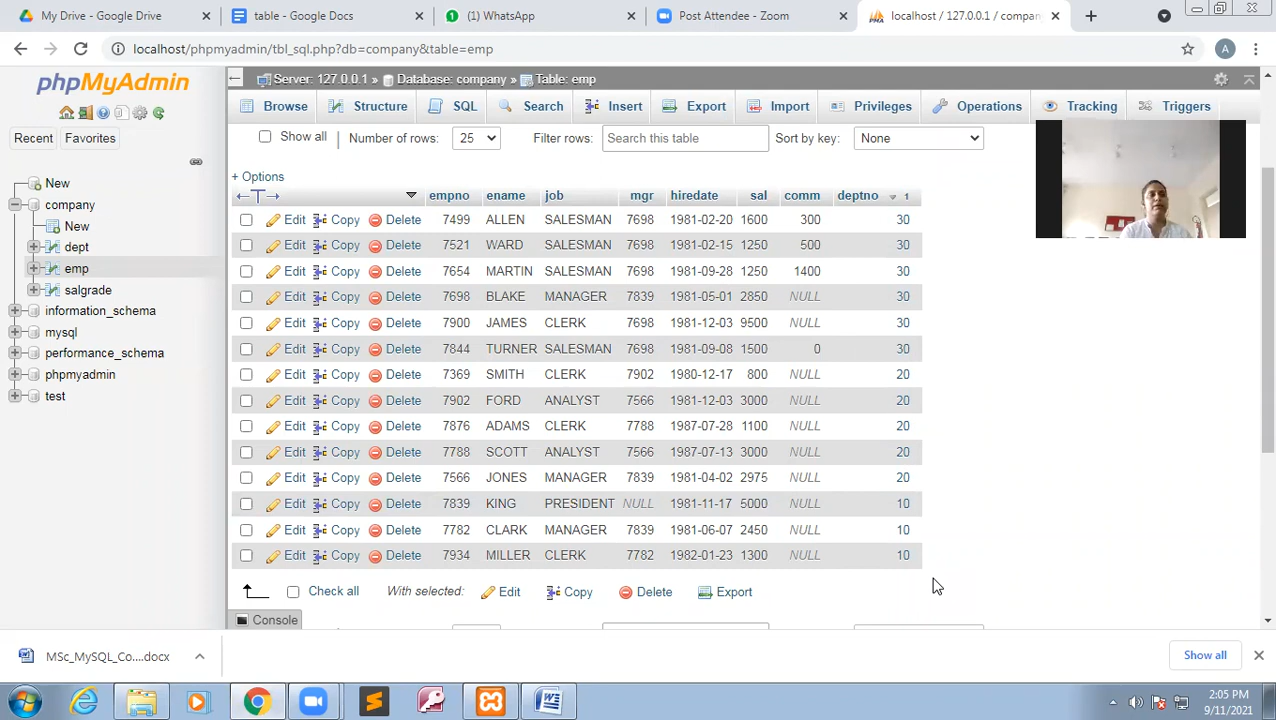 My Drive - Google Drive × table - Google Docs × (1) WhatsApp × Post Attendee - Zoom × localhost / 127.0.0.1 / compan ×
localhost/phpmyadmin/tbl_sql.php?db=company&table=emp A
phpMyAdmin
Recent Favorites
New
company
New
dept
emp
salgrade
information_schema
mysql
performance_schema
phpmyadmin
test
Server: 127.0.0.1 » Database: company » Table: emp
Browse Structure SQL Search Insert Export Import Privileges Operations Tracking Triggers
Show all Number of rows: 25 Filter rows: Search this table Sort by key: None
+ Options
empno ename job mgr hiredate sal comm deptno 1
Edit Copy Delete 7499 ALLEN SALESMAN 7698 1981-02-20 1600 300 30
Edit Copy Delete 7521 WARD SALESMAN 7698 1981-02-15 1250 500 30
Edit Copy Delete 7654 MARTIN SALESMAN 7698 1981-09-28 1250 1400 30
Edit Copy Delete 7698 BLAKE MANAGER 7839 1981-05-01 2850 NULL 30
Edit Copy Delete 7900 JAMES CLERK 7698 1981-12-03 9500 NULL 30
Edit Copy Delete 7844 TURNER SALESMAN 7698 1981-09-08 1500 0 30
Edit Copy Delete 7369 SMITH CLERK 7902 1980-12-17 800 NULL 20
Edit Copy Delete 7902 FORD ANALYST 7566 1981-12-03 3000 NULL 20
Edit Copy Delete 7876 ADAMS CLERK 7788 1987-07-28 1100 NULL 20
Edit Copy Delete 7788 SCOTT ANALYST 7566 1987-07-13 3000 NULL 20
Edit Copy Delete 7566 JONES MANAGER 7839 1981-04-02 2975 NULL 20
Edit Copy Delete 7839 KING PRESIDENT NULL 1981-11-17 5000 NULL 10
Edit Copy Delete 7782 CLARK MANAGER 7839 1981-06-07 2450 NULL 10
Edit Copy Delete 7934 MILLER CLERK 7782 1982-01-23 1300 NULL 10
Check all With selected: Edit Copy Delete Export
Console
MSc_MySQL_Co....docx Show all
2:05 PM
9/11/2021